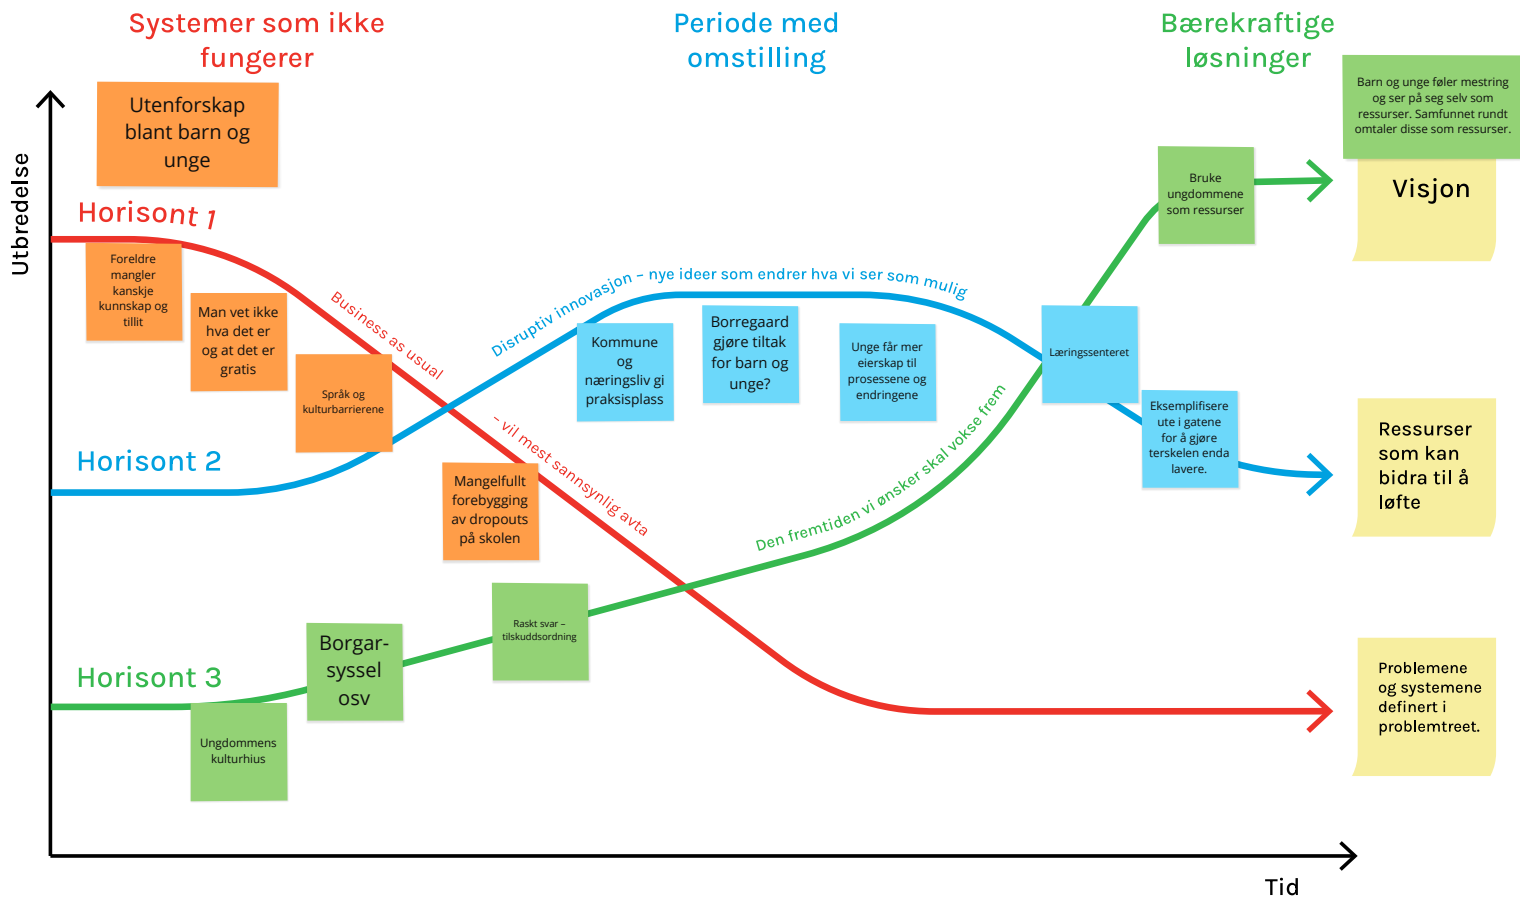 Systemer som ikke
fungerer
Periode med
omstilling
Bærekraftige
løsninger
Utbredelse
Utenforskap
blant barn og
unge
Barn og unge føler mestring
og ser på seg selv som
ressurser. Samfunnet rundt
omtaler disse som ressurser.
Visjon
Bruke
ungdommene
som ressurser
Horisont 1
Foreldre
mangler
kanskje
kunnskap og
tillit
Man vet ikke
hva det er
og at det er
gratis
Språk og
kulturbarrierene
Business as usual
– vil mest sannsynlig avta
Mangelfullt
forebygging
av dropouts
på skolen
Horisont 2
Disruptiv innovasjon – nye ideer som endrer hva vi ser som mulig
Kommune
og
næringsliv gi
praksisplass
Borregaard
gjøre tiltak
for barn og
unge?
Unge får mer
eierskap til
prosessene og
endringene
Læringssenteret
Eksemplifisere
ute i gatene
for å gjøre
terskelen enda
lavere.
Ressurser
som kan
bidra til å
løfte
Horisont 3
Ungdommens
kulturhius
Borgar-
syssel
osv
Raskt svar –
tilskuddsordning
Den fremtiden vi ønsker skal vokse frem
Problemene
og systemene
definert i
problemtreet.
Tid